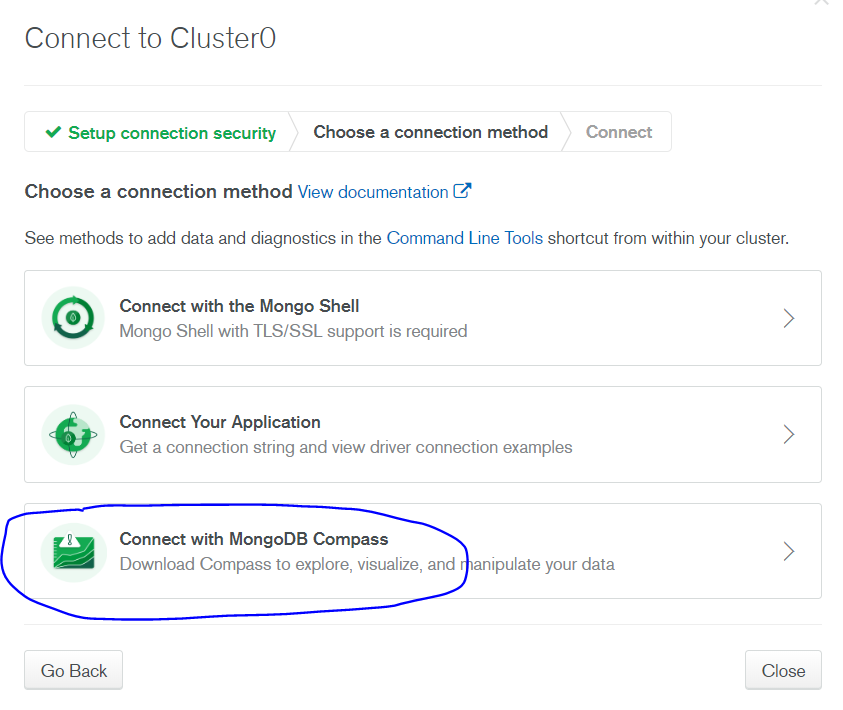 Connect to Cluster0
Setup connection security
Choose a connection method
Connect
Choose a connection method View documentation
See methods to add data and diagnostics in the Command Line Tools shortcut from within your cluster.
Connect with the Mongo Shell
Mongo Shell with TLS/SSL support is required
Connect Your Application
Get a connection string and view driver connection examples
Connect with MongoDB Compass
Download Compass to explore, visualize, and manipulate your data
Go Back
Close